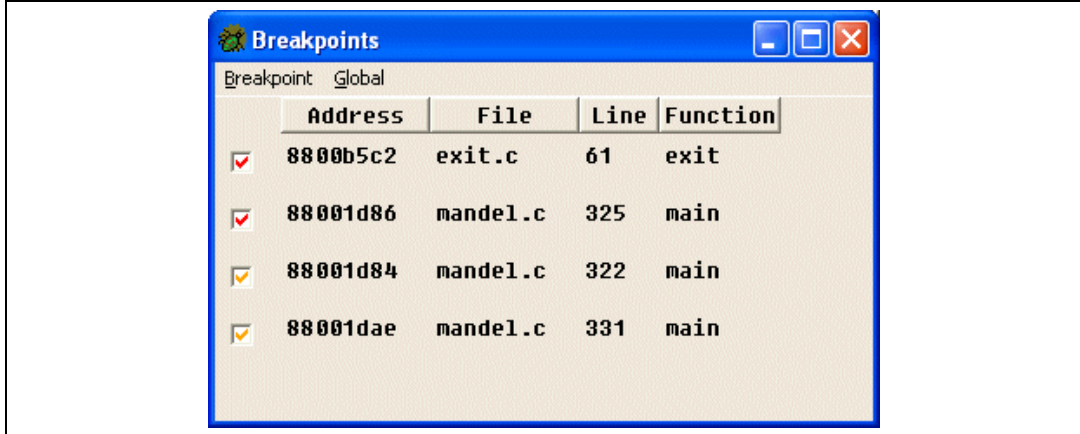 Breakpoints
Breakpoint Global
Address File Line Function
8800b5c2 exit.c 61 exit
88001d86 mandel.c 325 main
88001d84 mandel.c 322 main
88001dae mandel.c 331 main